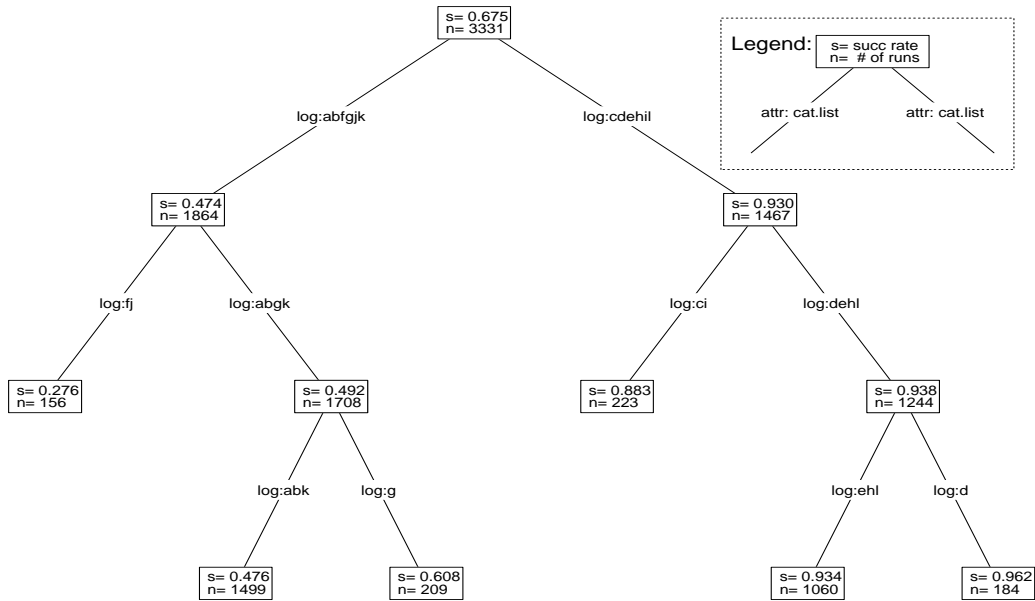 s= 0.675
n= 3331
Legend:
s= succ rate
n=  # of runs
attr: cat.list
attr: cat.list
log:abfgjk
log:cdehil
s= 0.474
n= 1864
s= 0.930
n= 1467
log:fj
log:abgk
log:ci
log:dehl
s= 0.276
n= 156
s= 0.492
n= 1708
s= 0.883
n= 223
s= 0.938
n= 1244
log:abk
log:g
log:ehl
log:d
s= 0.476
n= 1499
s= 0.608
n= 209
s= 0.934
n= 1060
s= 0.962
n= 184